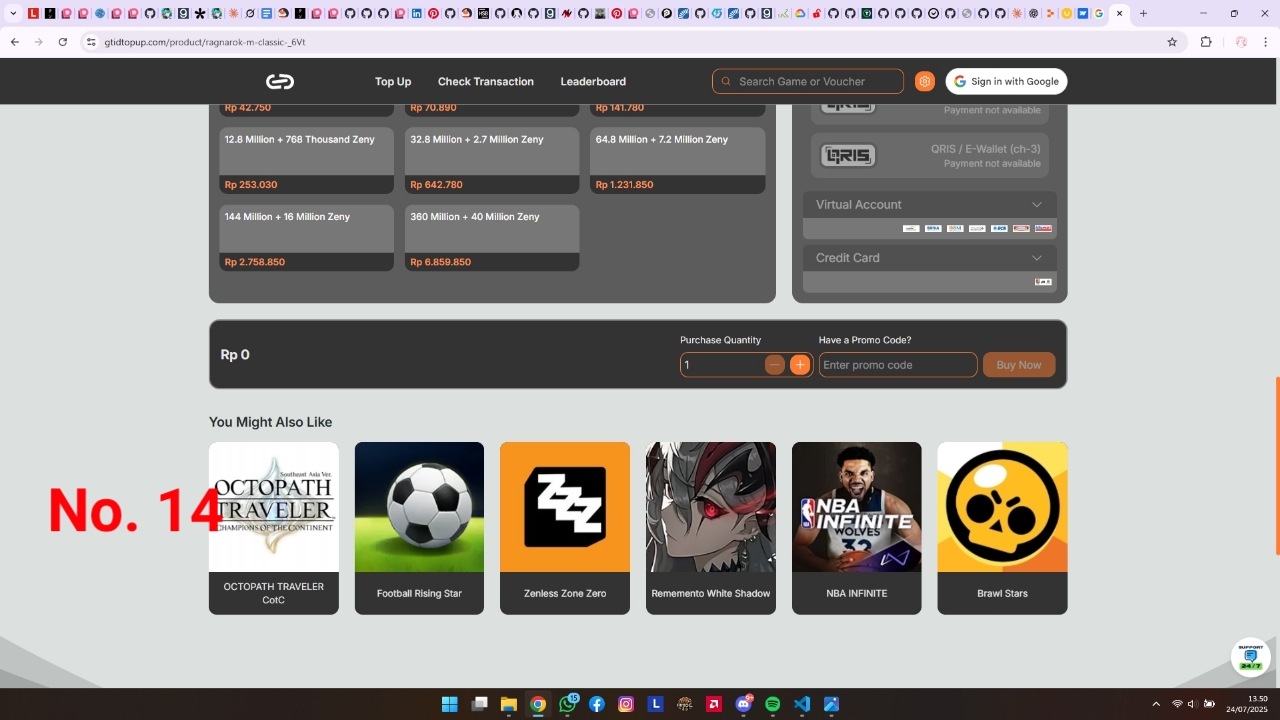 gtidtopup.com/product/ragnarok-m-classic-_6Vt
Top Up
Check Transaction
Leaderboard
Search Game or Voucher
Sign in with Google
Rp 42.750
Rp 70.890
Rp 141.780
12.8 Million + 768 Thousand Zeny
32.8 Million + 2.7 Million Zeny
64.8 Million + 7.2 Million Zeny
Rp 253.030
Rp 642.780
Rp 1.231.850
144 Million + 16 Million Zeny
360 Million + 40 Million Zeny
Rp 2.758.850
Rp 6.859.850
Payment not available
QRIS
QRIS / E-Wallet (ch-3)
Payment not available
Virtual Account
Credit Card
Rp 0
Purchase Quantity
1
Have a Promo Code?
Enter promo code
Buy Now
You Might Also Like
No. 14
Southeast Asia Ver.
OCTOPATH
TRAVELER
CHAMPIONS OF THE CONTINENT
ZZZ
NBA
INFINITE
WOLVES
32
OCTOPATH TRAVELER
CotC
Football Rising Star
Zenless Zone Zero
Rememento White Shadow
NBA INFINITE
Brawl Stars
SUPPORT
24/7
15
13.50
24/07/2025